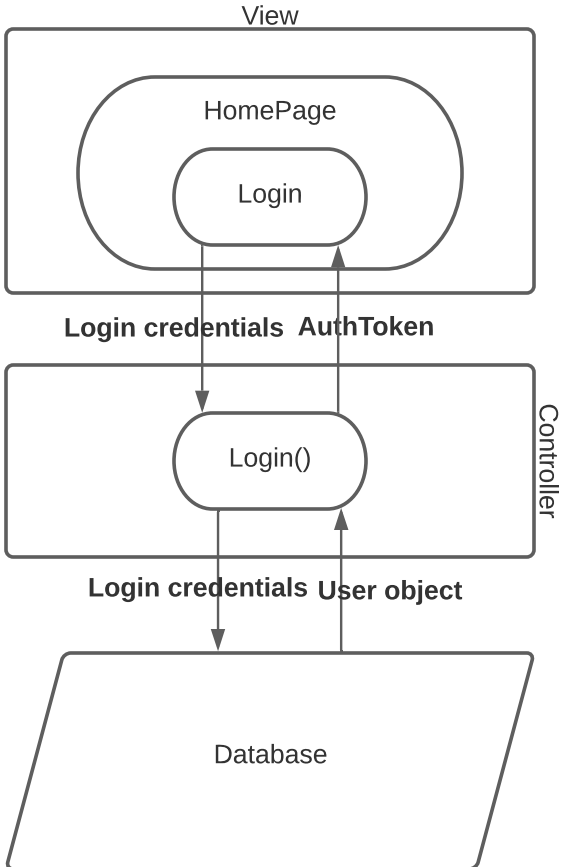 View
HomePage
Login
Login credentials
AuthToken
Login()
Controller
Login credentials
User object
Database